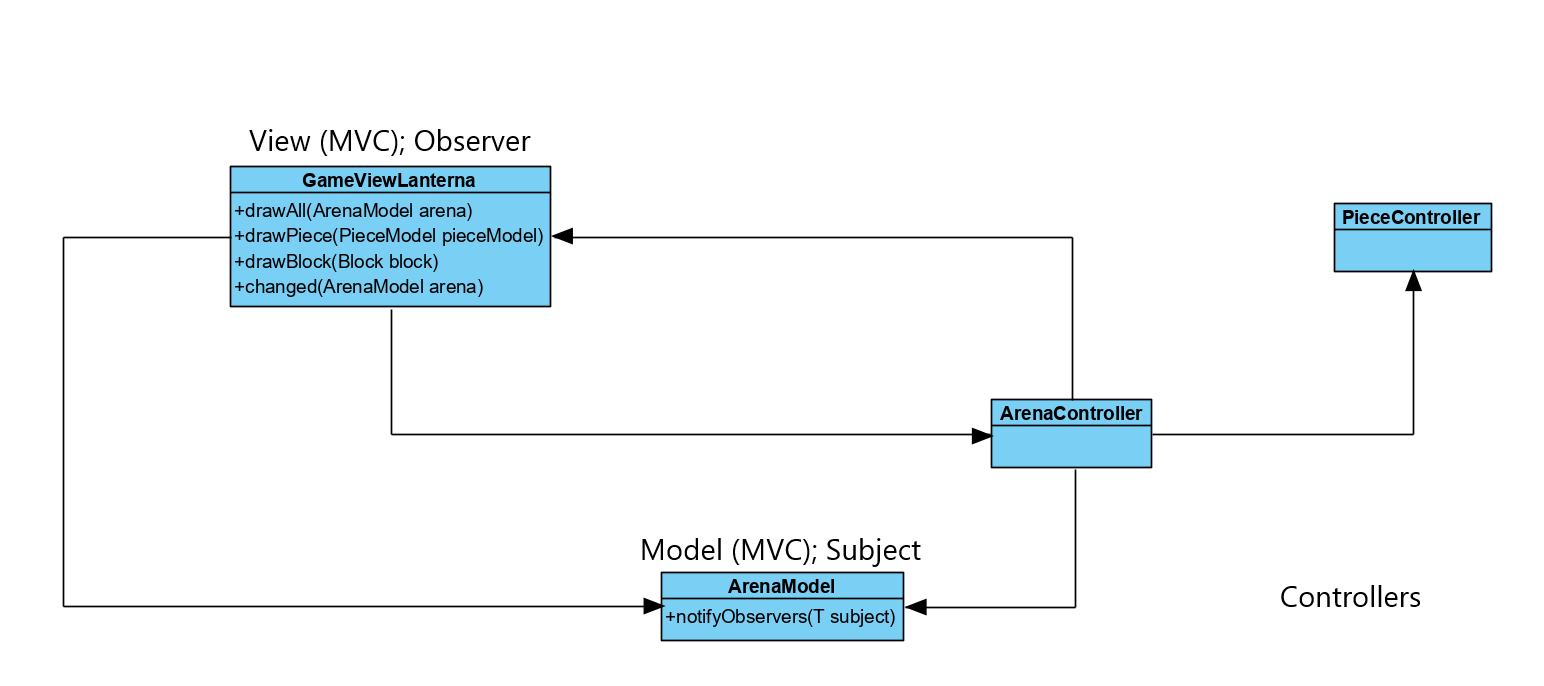 View (MVC); Observer
GameViewLanterna
+drawAll(ArenaModel arena)
+drawPiece(PieceModel pieceModel)
+drawBlock(Block block)
+changed(ArenaModel arena)
PieceController
ArenaController
Model (MVC); Subject
ArenaModel
+notifyObservers(T subject)
Controllers